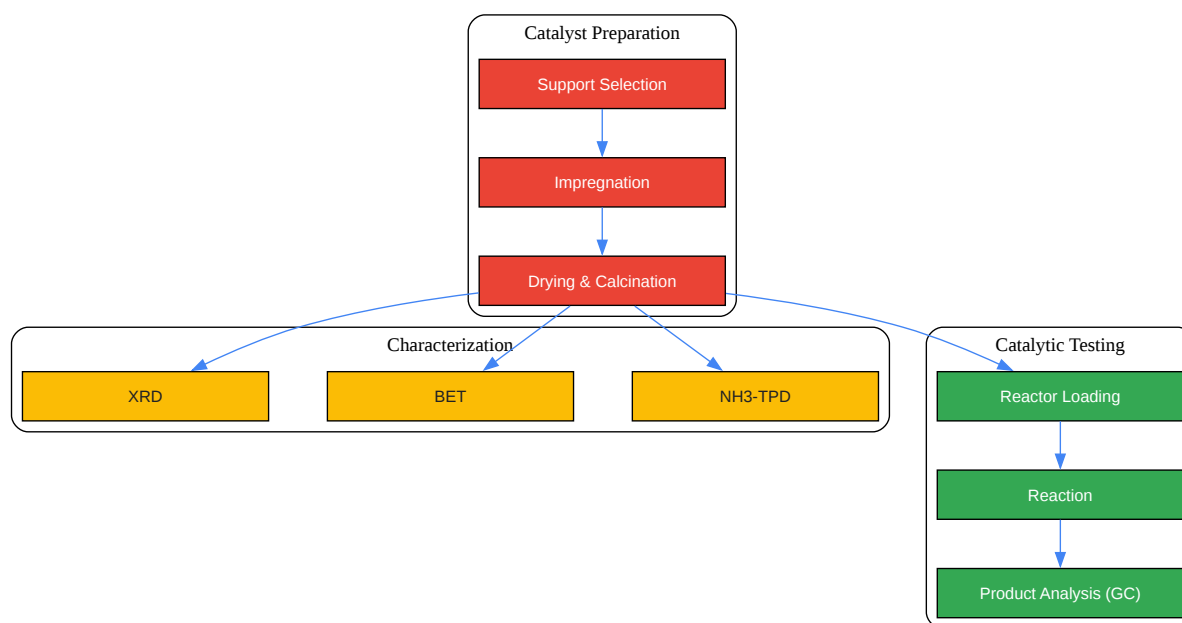 Catalyst Preparation
Support Selection
Impregnation
Drying & Calcination
Characterization
XRD
BET
NH3-TPD
Catalytic Testing
Reactor Loading
Reaction
Product Analysis (GC)